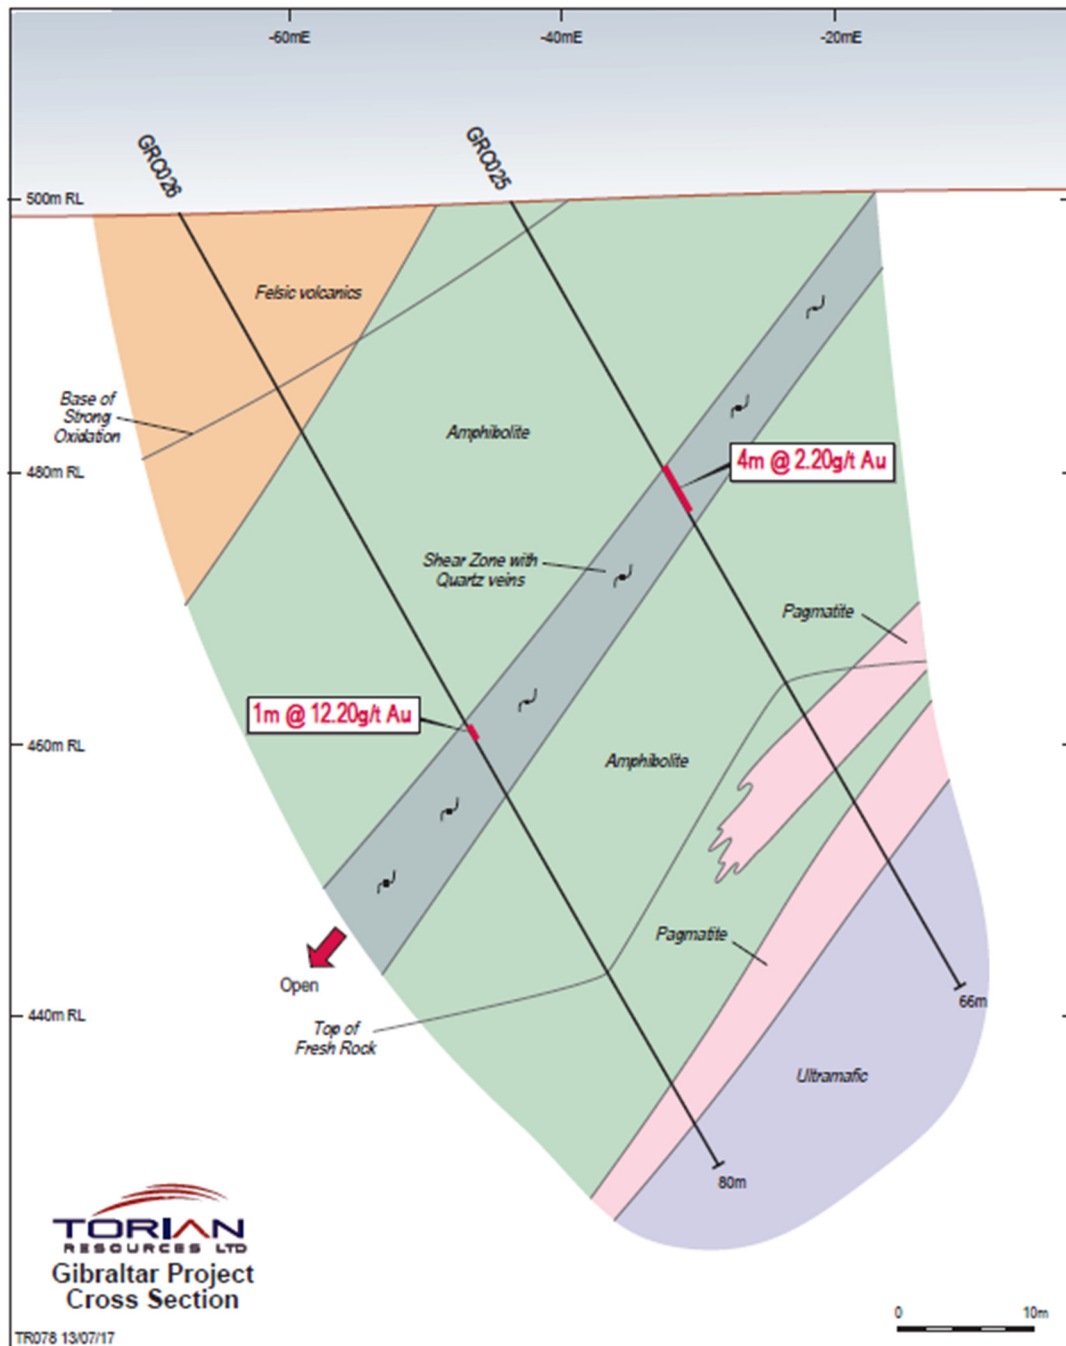 -60mE
-40mE
-20mE
GRC026
GRC025
500m RL
Felsic volcanics
Base of
Strong
Oxidation
Amphibolite
4m @ 2.20g/t Au
480m RL
Shear Zone with
Quartz veins
Pagmatite
1m @ 12.20g/t Au
460m RL
Amphibolite
Pagmatite
Open
66m
440m RL
Top of
Fresh Rock
Ultramafic
80m
TORIAN
RESOURCES LTD
Gibraltar Project
Cross Section
0
10m
TR078 13/07/17